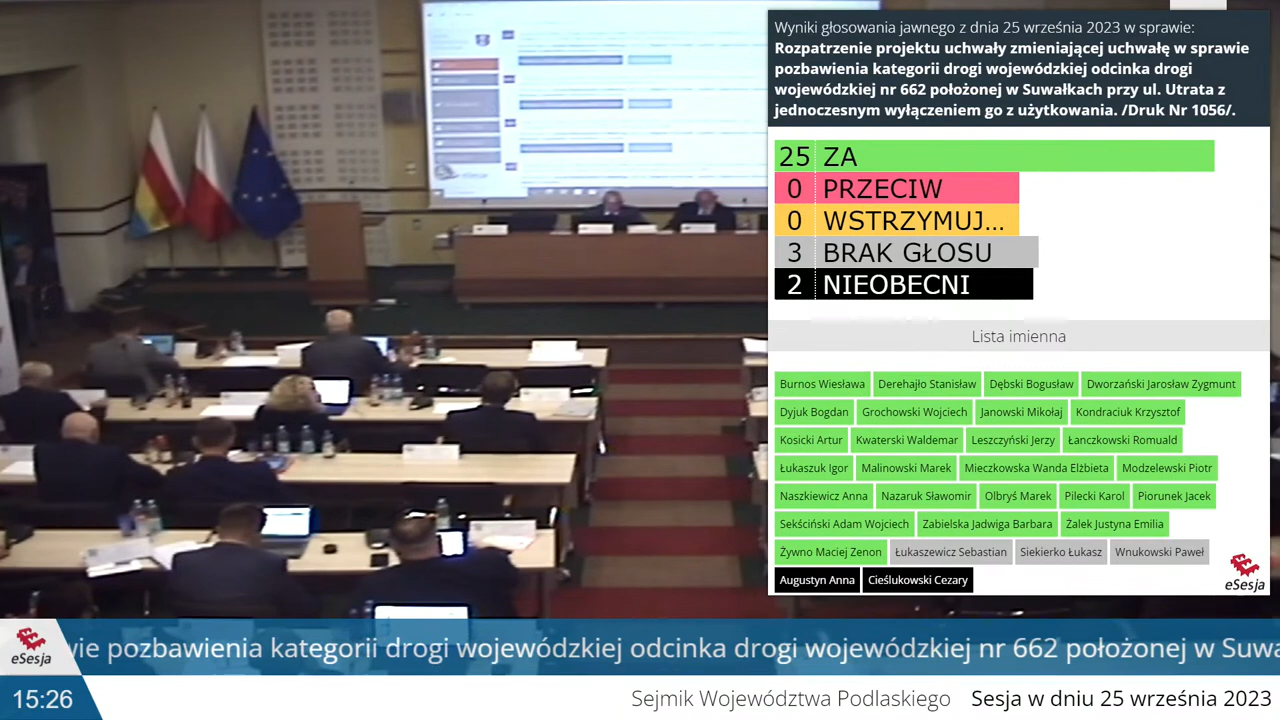 Wyniki głosowania jawnego z dnia 25 września 2023 w sprawie:
Rozpatrzenie projektu uchwały zmieniającej uchwałę w sprawie
pozbawienia kategorii drogi wojewódzkiej odcinka drogi
wojewódzkiej nr 662 położonej w Suwałkach przy ul. Utrata z
jednoczesnym wyłączeniem go z użytkowania. /Druk Nr 1056/.
25 ZA
0 PRZECIW
0 WSTRZYMUJ...
3 BRAK GŁOSU
2 NIEOBECNI
Lista imienna
Burnos Wiesława Derehajło Stanisław Dębski Bogusław Dworzański Jarosław Zygmunt
Dyjuk Bogdan Grochowski Wojciech Janowski Mikołaj Kondraciuk Krzysztof
Kosicki Artur Kwaterski Waldemar Leszczyński Jerzy Łanczkowski Romuald
Łukaszuk Igor Malinowski Marek Mieczkowska Wanda Elżbieta Modzelewski Piotr
Naszkiewicz Anna Nazaruk Sławomir Olbryś Marek Pilecki Karol Piorunek Jacek
Sekściński Adam Wojciech Zabielska Jadwiga Barbara Żalek Justyna Emilia
Żywno Maciej Zenon Łukaszewicz Sebastian Siekierko Łukasz Wnukowski Paweł
Augustyn Anna Cieślukowski Cezary
eSesja
eSesja
wie pozbawienia kategorii drogi wojewódzkiej odcinka drogi wojewódzkiej nr 662 położonej w Suwa
15:26
Sejmik Województwa Podlaskiego Sesja w dniu 25 września 2023